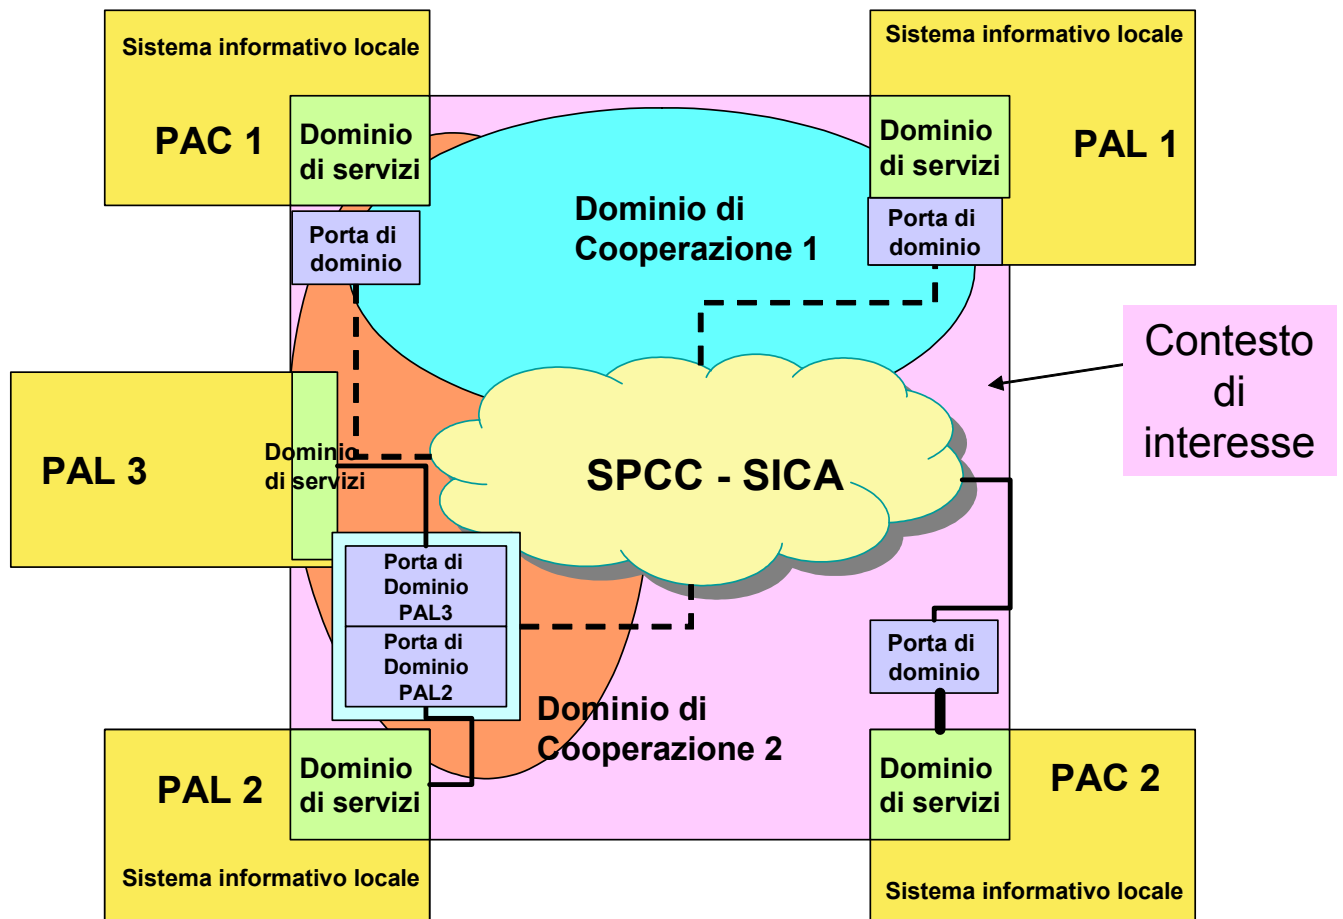 Sistema informativo locale
PAC 1
Dominio
di servizi
Porta di
dominio
Sistema informativo locale
Dominio
di servizi
PAL 1
Porta di
dominio
Dominio di
Cooperazione 1
Contesto
di
interesse
PAL 3
Dominio
di servizi
SPCC - SICA
Porta di
Dominio
PAL3
Porta di
Dominio
PAL2
Porta di
dominio
Dominio di
Cooperazione 2
PAL 2
Dominio
di servizi
Sistema informativo locale
Dominio
di servizi
PAC 2
Sistema informativo locale